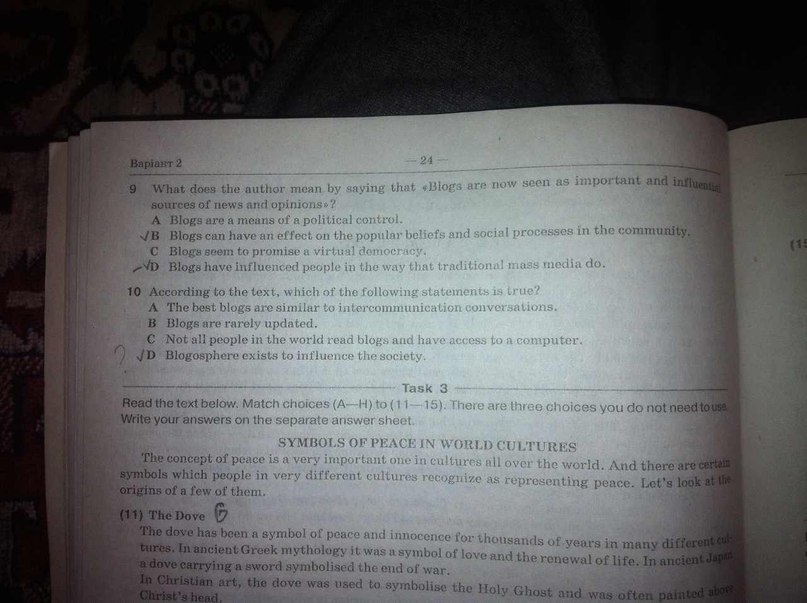 Варіант 2
— 24 —
9 What does the author mean by saying that «Blogs are now seen as important and influential
sources of news and opinions»?
A Blogs are a means of a political control.
√B Blogs can have an effect on the popular beliefs and social processes in the community.
C Blogs seem to promise a virtual democracy.
√D Blogs have influenced people in the way that traditional mass media do.
10 According to the text, which of the following statements is true?
A The best blogs are similar to intercommunication conversations.
B Blogs are rarely updated.
C Not all people in the world read blogs and have access to a computer.
? √D Blogosphere exists to influence the society.
Task 3
Read the text below. Match choices (A—H) to (11—15). There are three choices you do not need to use.
Write your answers on the separate answer sheet.
SYMBOLS OF PEACE IN WORLD CULTURES
The concept of peace is a very important one in cultures all over the world. And there are certain
symbols which people in very different cultures recognize as representing peace. Let's look at the
origins of a few of them.
(11) The Dove
The dove has been a symbol of peace and innocence for thousands of years in many different cul-
tures. In ancient Greek mythology it was a symbol of love and the renewal of life. In ancient Japan
a dove carrying a sword symbolised the end of war.
In Christian art, the dove was used to symbolise the Holy Ghost and was often painted above
Christ's head.
(15